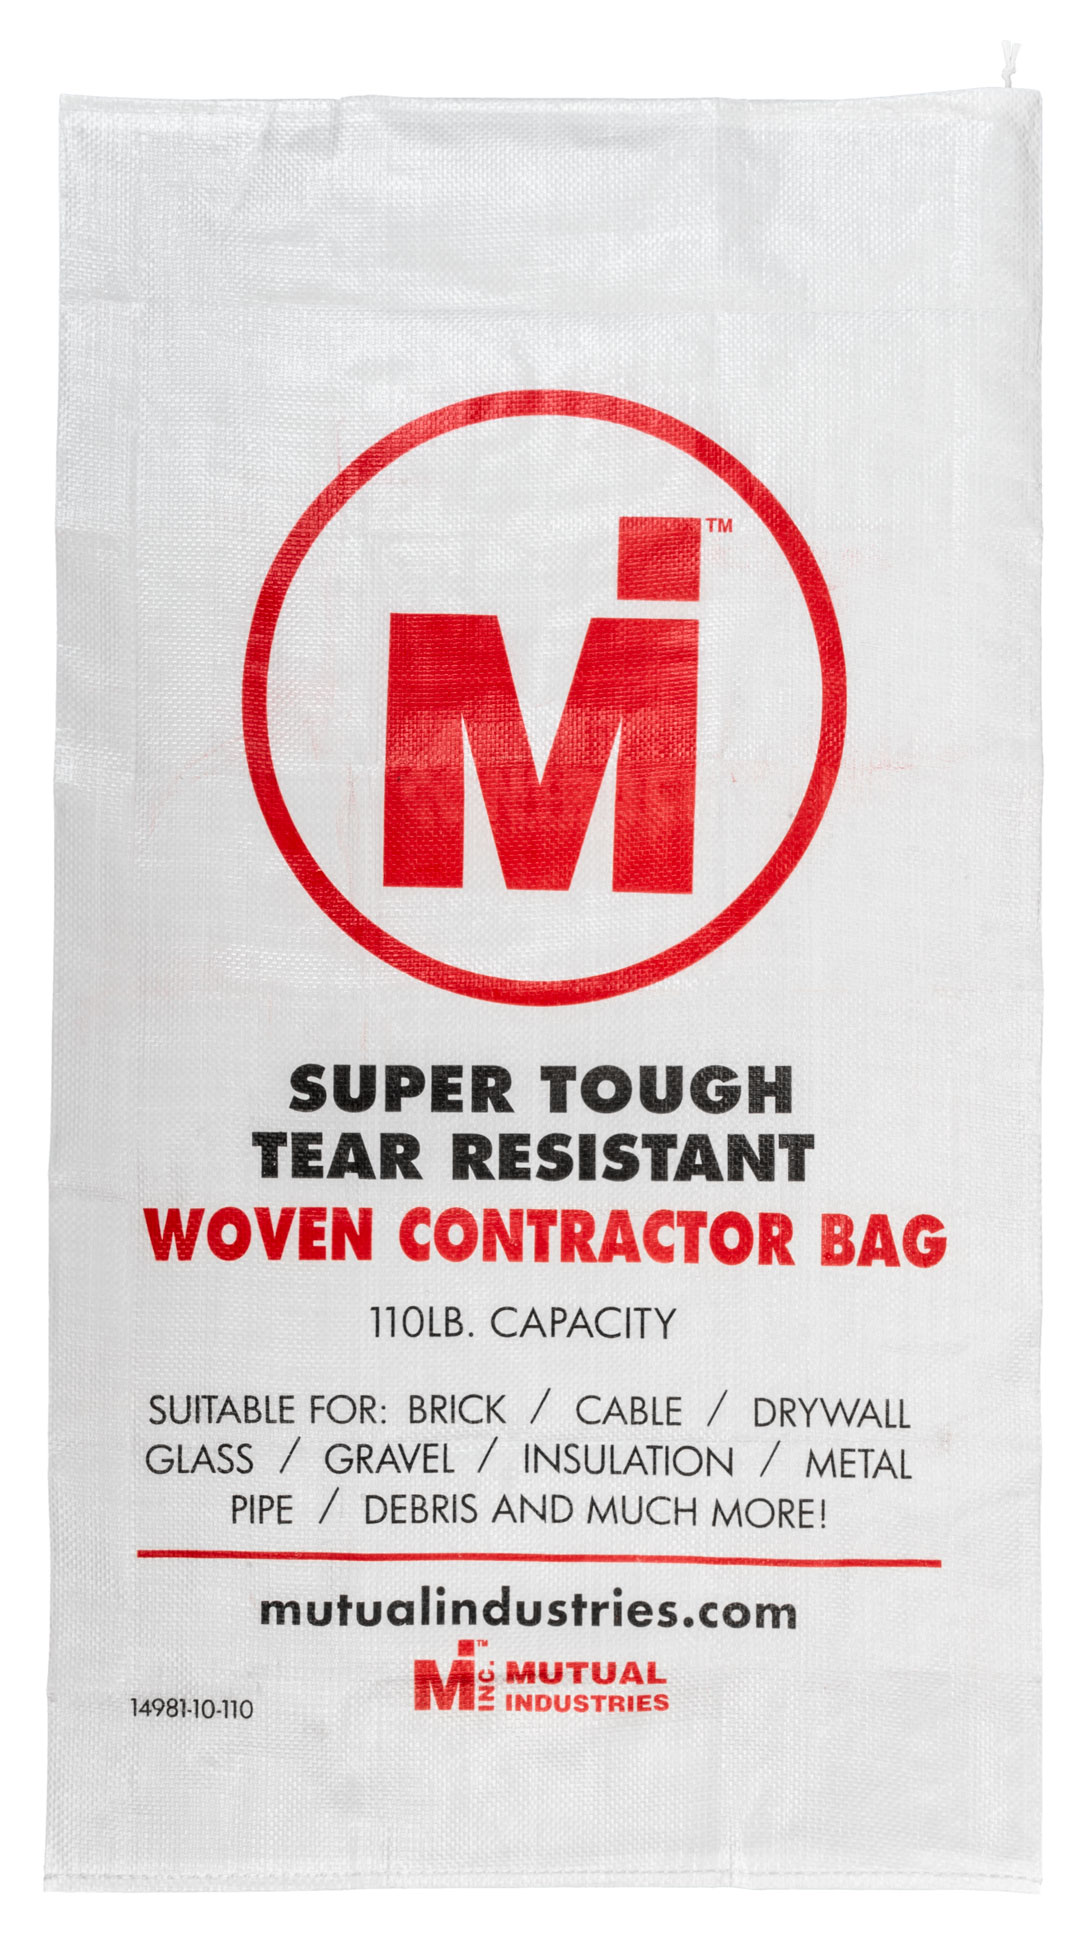 Mi™
SUPER TOUGH
TEAR RESISTANT
WOVEN CONTRACTOR BAG
110LB. CAPACITY
SUITABLE FOR: BRICK / CABLE / DRYWALL
GLASS / GRAVEL / INSULATION / METAL
PIPE / DEBRIS AND MUCH MORE!
mutualindustries.com
Mi™ INC. MUTUAL
INDUSTRIES
14981-10-110